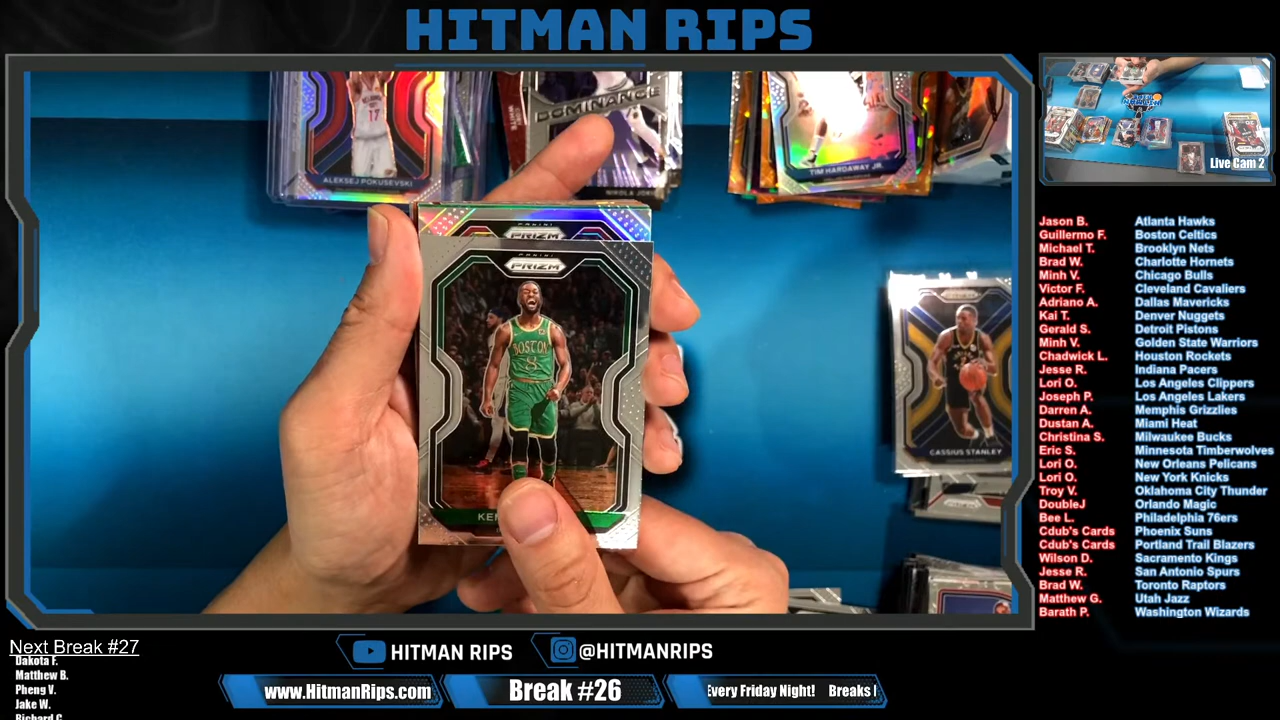 HITMAN RIPS
ALEKSEJ POKUSEVSKI
DOMINANCE
NIKOLA
TIM HARDAWAY JR.
PANINI
PRIZM
PANINI
PRIZM
BOSTON
8
CASSIUS STANLEY
Live Cam 2
Jason B. Atlanta Hawks
Guillermo F. Boston Celtics
Michael T. Brooklyn Nets
Brad W. Charlotte Hornets
Minh V. Chicago Bulls
Victor F. Cleveland Cavaliers
Adriano A. Dallas Mavericks
Kai T. Denver Nuggets
Gerald S. Detroit Pistons
Minh V. Golden State Warriors
Chadwick L. Houston Rockets
Jesse R. Indiana Pacers
Lori O. Los Angeles Clippers
Joseph P. Los Angeles Lakers
Darren A. Memphis Grizzlies
Dustan A. Miami Heat
Christina S. Milwaukee Bucks
Eric S. Minnesota Timberwolves
Lori O. New Orleans Pelicans
Lori O. New York Knicks
Troy V. Oklahoma City Thunder
DoubleJ Orlando Magic
Bee L. Philadelphia 76ers
Cdub's Cards Phoenix Suns
Cdub's Cards Portland Trail Blazers
Wilson D. Sacramento Kings
Jesse R. San Antonio Spurs
Brad W. Toronto Raptors
Matthew G. Utah Jazz
Barath P. Washington Wizards
Next Break #27
Dakota F.
Matthew B.
Pheng V.
Jake W.
Richard C.
HITMAN RIPS
@HITMANRIPS
www.HitmanRips.com
Break #26
Every Friday Night! Breaks